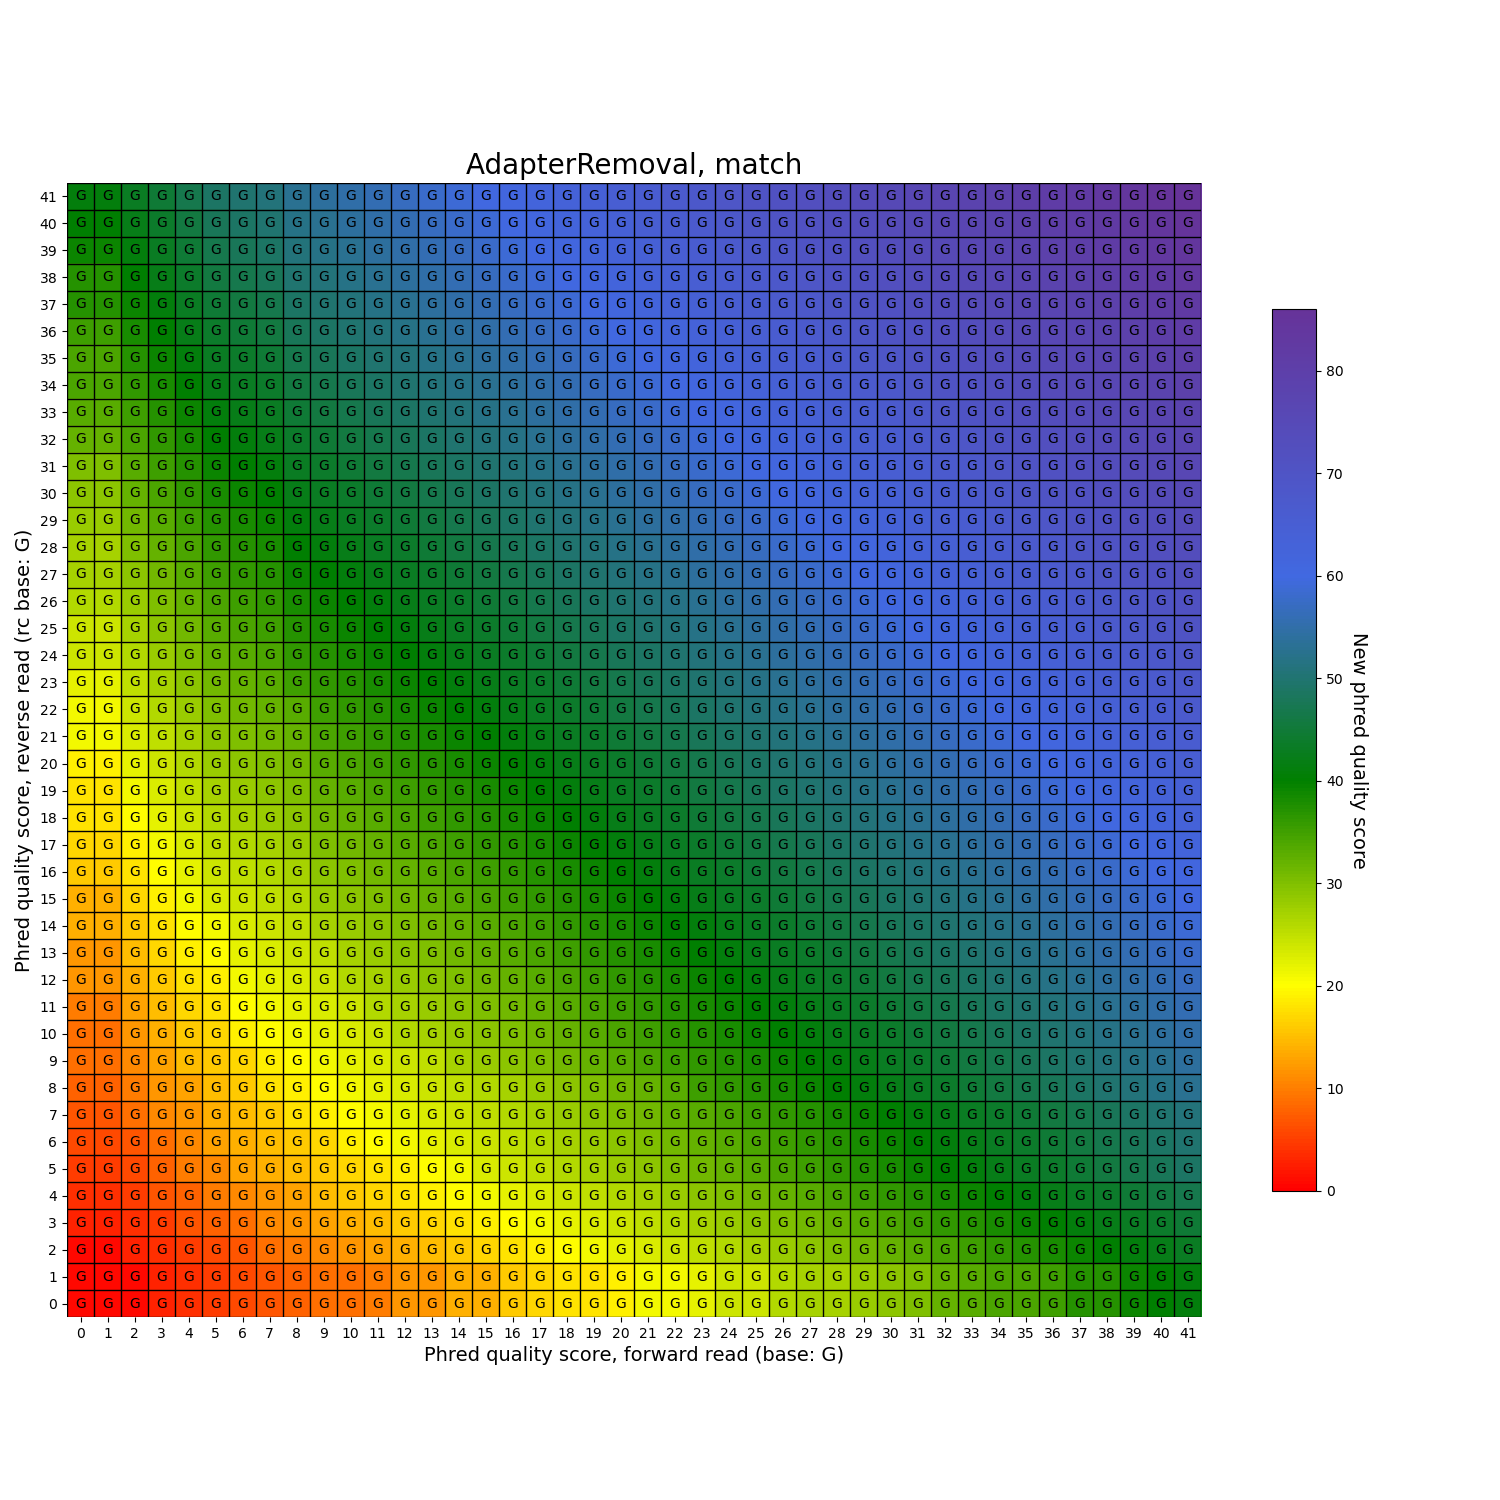 AdapterRemoval, match
41 G G G G G G G G G G G G G G G G G G G G G G G G G G G G G G G G G G G G G G G G G G
40 G G G G G G G G G G G G G G G G G G G G G G G G G G G G G G G G G G G G G G G G G G
39 G G G G G G G G G G G G G G G G G G G G G G G G G G G G G G G G G G G G G G G G G G
38 G G G G G G G G G G G G G G G G G G G G G G G G G G G G G G G G G G G G G G G G G G
37 G G G G G G G G G G G G G G G G G G G G G G G G G G G G G G G G G G G G G G G G G G
36 G G G G G G G G G G G G G G G G G G G G G G G G G G G G G G G G G G G G G G G G G G
35 G G G G G G G G G G G G G G G G G G G G G G G G G G G G G G G G G G G G G G G G G G
34 G G G G G G G G G G G G G G G G G G G G G G G G G G G G G G G G G G G G G G G G G G
33 G G G G G G G G G G G G G G G G G G G G G G G G G G G G G G G G G G G G G G G G G G
32 G G G G G G G G G G G G G G G G G G G G G G G G G G G G G G G G G G G G G G G G G G
31 G G G G G G G G G G G G G G G G G G G G G G G G G G G G G G G G G G G G G G G G G G
30 G G G G G G G G G G G G G G G G G G G G G G G G G G G G G G G G G G G G G G G G G G
29 G G G G G G G G G G G G G G G G G G G G G G G G G G G G G G G G G G G G G G G G G G
28 G G G G G G G G G G G G G G G G G G G G G G G G G G G G G G G G G G G G G G G G G G
27 G G G G G G G G G G G G G G G G G G G G G G G G G G G G G G G G G G G G G G G G G G
26 G G G G G G G G G G G G G G G G G G G G G G G G G G G G G G G G G G G G G G G G G G
25 G G G G G G G G G G G G G G G G G G G G G G G G G G G G G G G G G G G G G G G G G G
24 G G G G G G G G G G G G G G G G G G G G G G G G G G G G G G G G G G G G G G G G G G
23 G G G G G G G G G G G G G G G G G G G G G G G G G G G G G G G G G G G G G G G G G G
22 G G G G G G G G G G G G G G G G G G G G G G G G G G G G G G G G G G G G G G G G G G
21 G G G G G G G G G G G G G G G G G G G G G G G G G G G G G G G G G G G G G G G G G G
20 G G G G G G G G G G G G G G G G G G G G G G G G G G G G G G G G G G G G G G G G G G
19 G G G G G G G G G G G G G G G G G G G G G G G G G G G G G G G G G G G G G G G G G G
18 G G G G G G G G G G G G G G G G G G G G G G G G G G G G G G G G G G G G G G G G G G
17 G G G G G G G G G G G G G G G G G G G G G G G G G G G G G G G G G G G G G G G G G G
16 G G G G G G G G G G G G G G G G G G G G G G G G G G G G G G G G G G G G G G G G G G
15 G G G G G G G G G G G G G G G G G G G G G G G G G G G G G G G G G G G G G G G G G G
14 G G G G G G G G G G G G G G G G G G G G G G G G G G G G G G G G G G G G G G G G G G
13 G G G G G G G G G G G G G G G G G G G G G G G G G G G G G G G G G G G G G G G G G G
12 G G G G G G G G G G G G G G G G G G G G G G G G G G G G G G G G G G G G G G G G G G
11 G G G G G G G G G G G G G G G G G G G G G G G G G G G G G G G G G G G G G G G G G G
10 G G G G G G G G G G G G G G G G G G G G G G G G G G G G G G G G G G G G G G G G G G
9 G G G G G G G G G G G G G G G G G G G G G G G G G G G G G G G G G G G G G G G G G G
8 G G G G G G G G G G G G G G G G G G G G G G G G G G G G G G G G G G G G G G G G G G
7 G G G G G G G G G G G G G G G G G G G G G G G G G G G G G G G G G G G G G G G G G G
6 G G G G G G G G G G G G G G G G G G G G G G G G G G G G G G G G G G G G G G G G G G
5 G G G G G G G G G G G G G G G G G G G G G G G G G G G G G G G G G G G G G G G G G G
4 G G G G G G G G G G G G G G G G G G G G G G G G G G G G G G G G G G G G G G G G G G
3 G G G G G G G G G G G G G G G G G G G G G G G G G G G G G G G G G G G G G G G G G G
2 G G G G G G G G G G G G G G G G G G G G G G G G G G G G G G G G G G G G G G G G G G
1 G G G G G G G G G G G G G G G G G G G G G G G G G G G G G G G G G G G G G G G G G G
0 G G G G G G G G G G G G G G G G G G G G G G G G G G G G G G G G G G G G G G G G G G
0 1 2 3 4 5 6 7 8 9 10 11 12 13 14 15 16 17 18 19 20 21 22 23 24 25 26 27 28 29 30 31 32 33 34 35 36 37 38 39 40 41
Phred quality score, forward read (base: G)
Phred quality score, reverse read (rc base: G)
80
70
60
50
40
30
20
10
0
New phred quality score